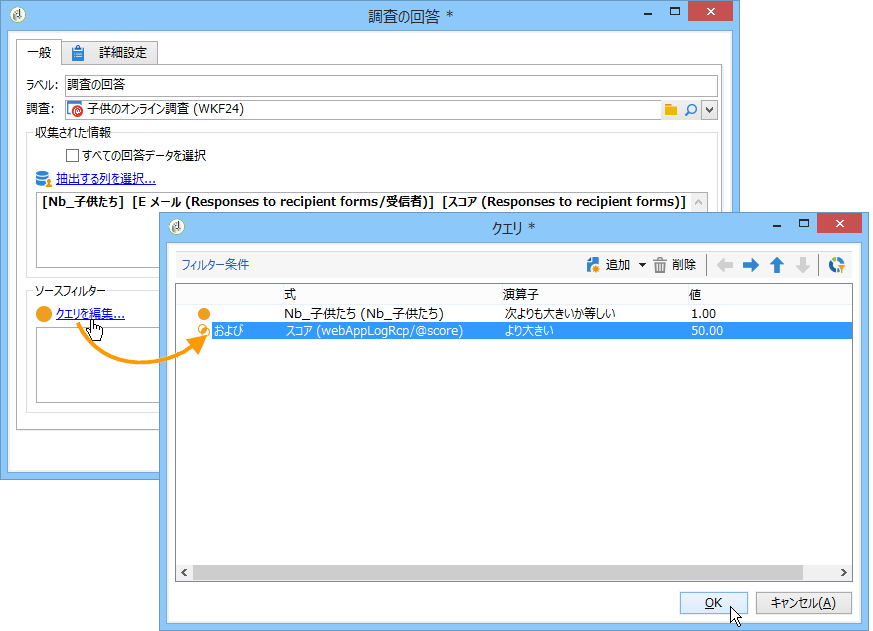 調査の回答 *
一般
詳細設定
ラベル: 調査の回答
調査: 子供のオンライン調査 (WKF24)
収集された情報
すべての回答データを選択
抽出する列を選択...
[Nb_子供たち] [E メール (Responses to recipient forms/受信者)] [スコア (Responses to recipient forms)]
ソースフィルター
クエリを編集...
クエリ *
フィルター条件
追加 削除
式 演算子 値
Nb_子供たち (Nb_子供たち) 次よりも大きいか等しい 1.00
および スコア (webAppLogRcp/@score) より大きい 50.00
OK キャンセル(A)